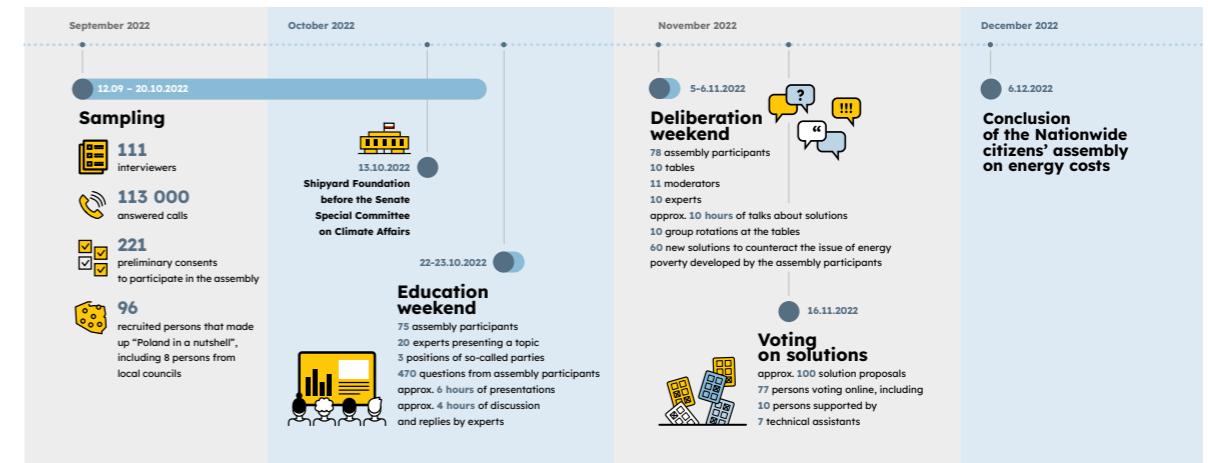 September 2022
12.09 – 20.10.2022
Sampling
111
interviewers
113 000
answered calls
221
preliminary consents
to participate in the assembly
96
recruited persons that made
up “Poland in a nutshell”,
including 8 persons from
local councils
October 2022
13.10.2022
Shipyard Foundation
before the Senate
Special Committee
on Climate Affairs
22-23.10.2022
Education
weekend
75 assembly participants
20 experts presenting a topic
3 positions of so-called parties
470 questions from assembly participants
approx. 6 hours of presentations
approx. 4 hours of discussion
and replies by experts
November 2022
5-6.11.2022
Deliberation
weekend
?
!!!
“
78 assembly participants
10 tables
11 moderators
10 experts
approx. 10 hours of talks about solutions
10 group rotations at the tables
60 new solutions to counteract the issue of energy
poverty developed by the assembly participants
16.11.2022
Voting
on solutions
approx. 100 solution proposals
77 persons voting online, including
10 persons supported by
7 technical assistants
December 2022
6.12.2022
Conclusion
of the Nationwide
citizens’ assembly
on energy costs